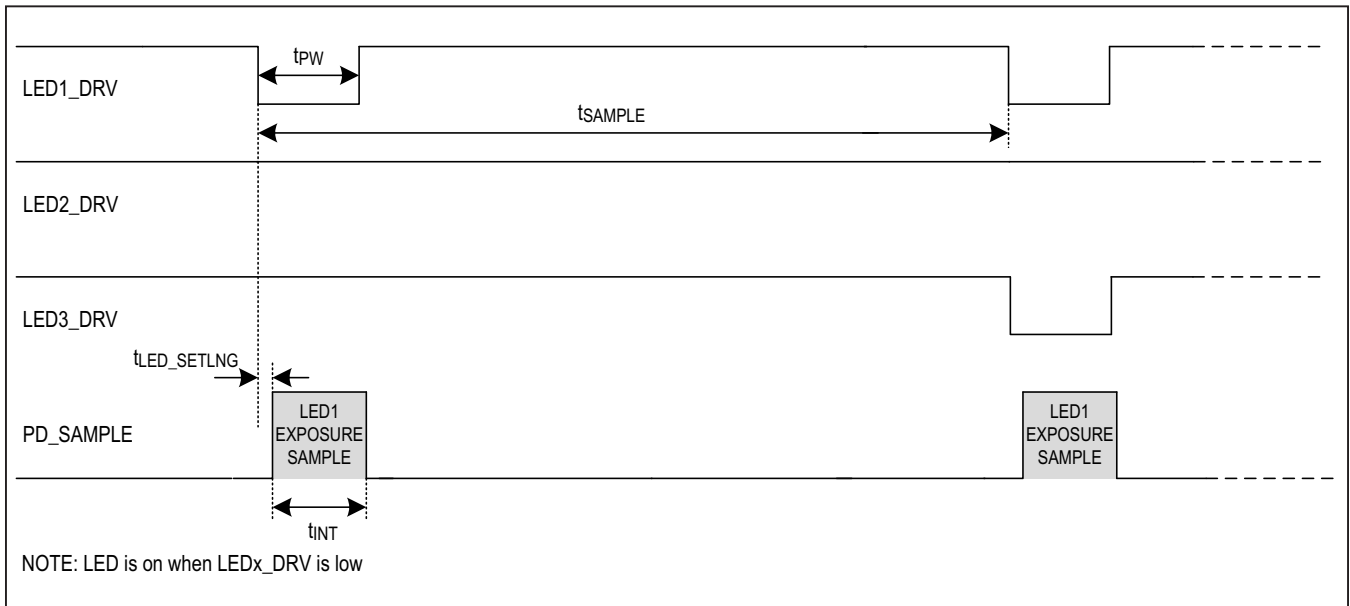 tPW
LED1_DRV
tSAMPLE
LED2_DRV
LED3_DRV
tLED_SETLNG
LED1
EXPOSURE
SAMPLE
LED1
EXPOSURE
SAMPLE
PD_SAMPLE
tINT
NOTE: LED is on when LEDx_DRV is low